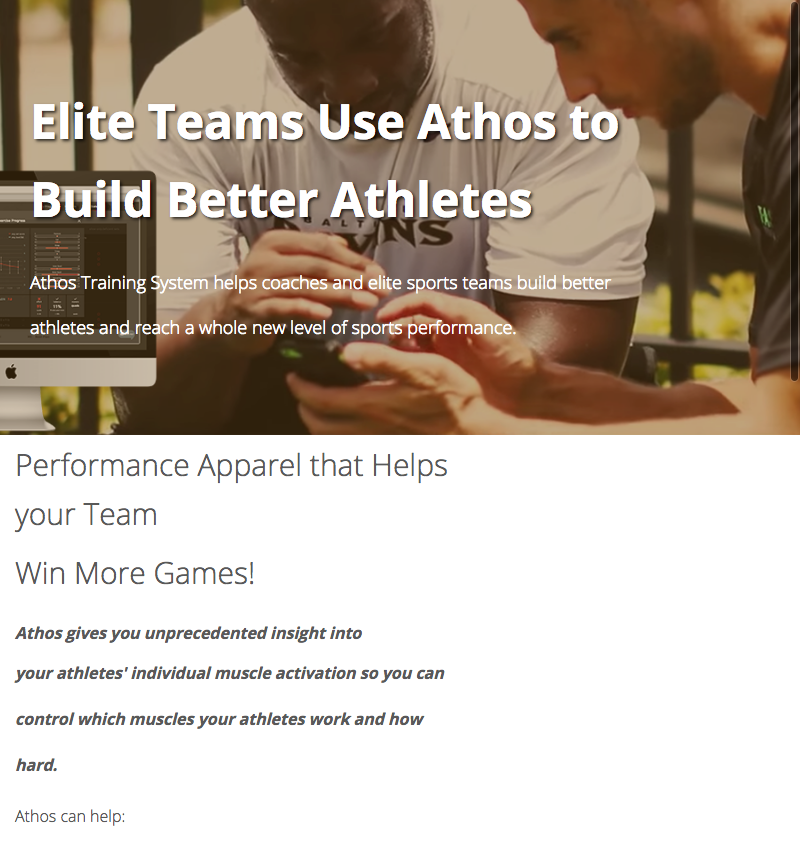 Elite Teams Use Athos to
Build Better Athletes
Athos Training System helps coaches and elite sports teams build better
athletes and reach a whole new level of sports performance.
Performance Apparel that Helps
your Team
Win More Games!
Athos gives you unprecedented insight into
your athletes' individual muscle activation so you can
control which muscles your athletes work and how
hard.
Athos can help: